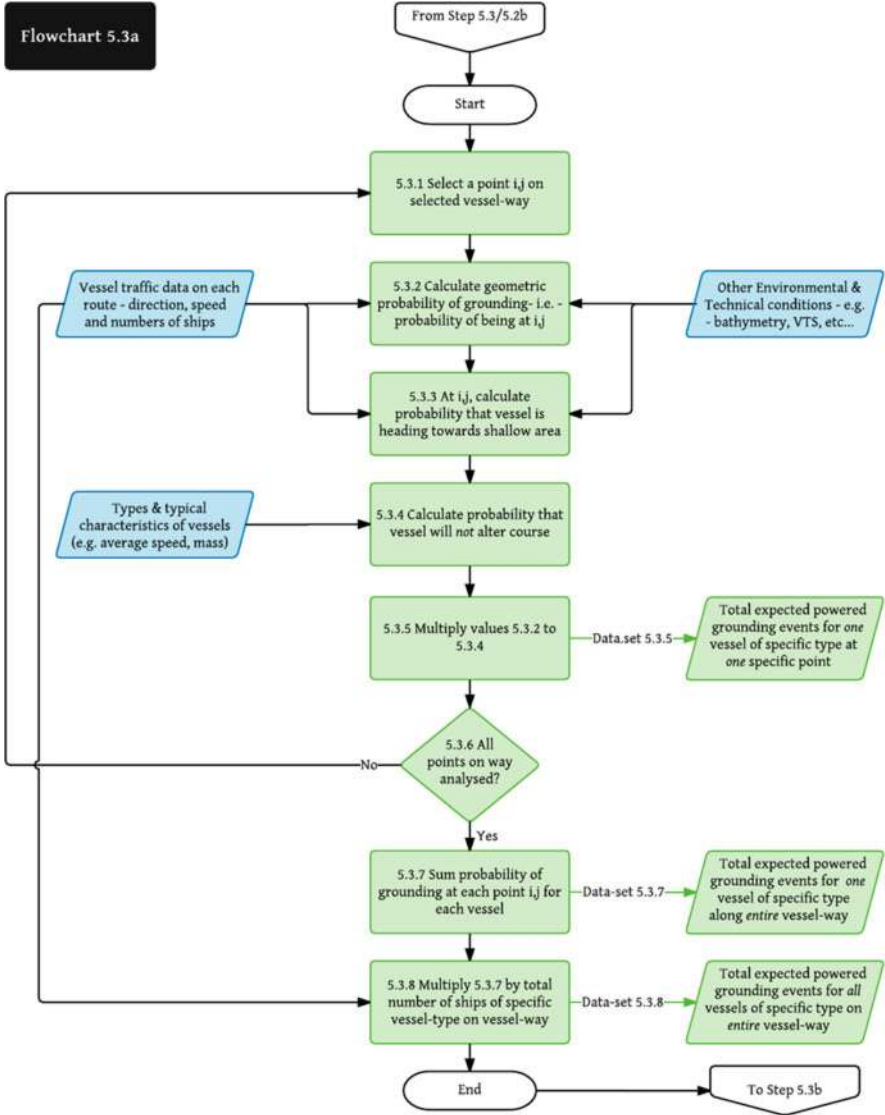 Flowchart 5.3a
From Step 5.3/5.2b
Start
5.3.1 Select a point i,j on
selected vessel-way
Vessel traffic data on each
route - direction, speed
and numbers of ships
5.3.2 Calculate geometric
probability of grounding- i.e. -
probability of being at i,j
Other Environmental &
Technical conditions - e.g.
- bathymetry, VTS, etc...
5.3.3 At i,j, calculate
probability that vessel is
heading towards shallow area
Types & typical
characteristics of vessels
(e.g. average speed, mass)
5.3.4 Calculate probability that
vessel will not alter course
5.3.5 Multiply values 5.3.2 to
5.3.4
Data.set 5.3.5
Total expected powered
grounding events for one
vessel of specific type at
one specific point
5.3.6 All
points on way
analysed?
No
Yes
5.3.7 Sum probability of
grounding at each point i,j for
each vessel
Data-set 5.3.7
Total expected powered
grounding events for one
vessel of specific type
along entire vessel-way
5.3.8 Multiply 5.3.7 by total
number of ships of specific
vessel-type on vessel-way
Data-set 5.3.8
Total expected powered
grounding events for all
vessels of specific type on
entire vessel-way
End
To Step 5.3b